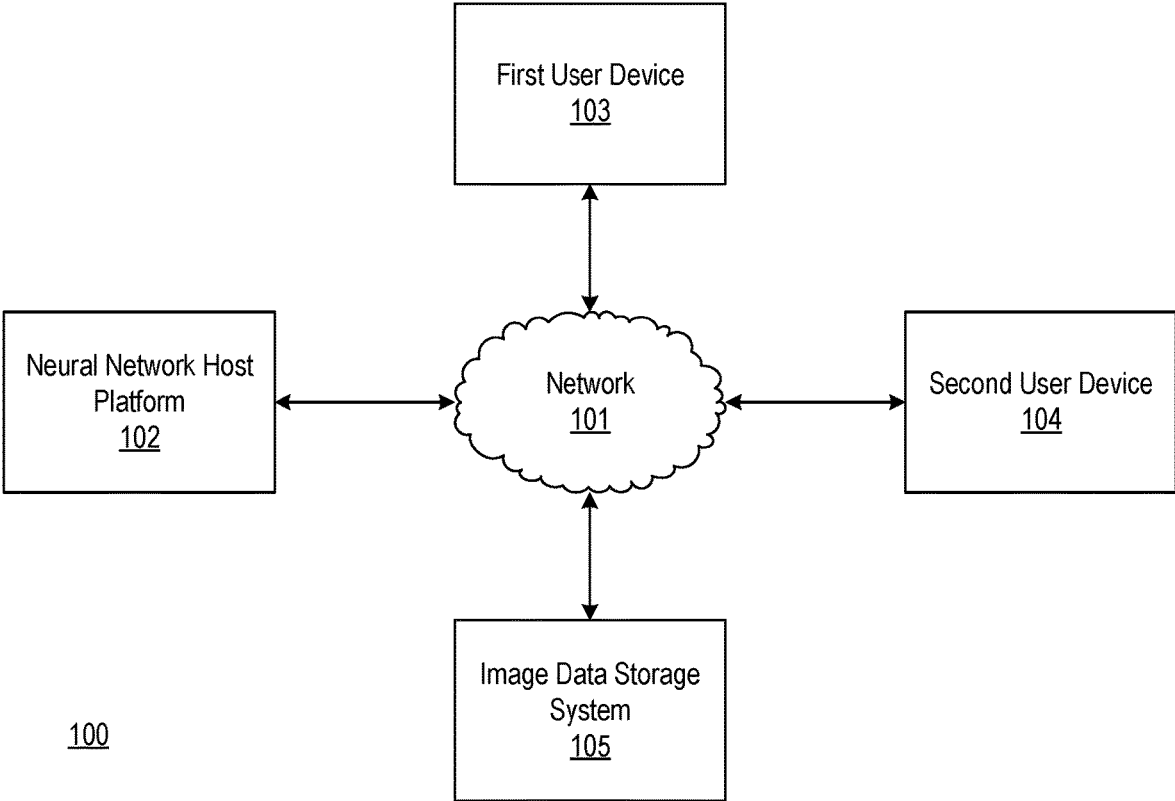 First User Device
103
Neural Network Host
Platform
102
Network
101
Second User Device
104
Image Data Storage
System
105
100